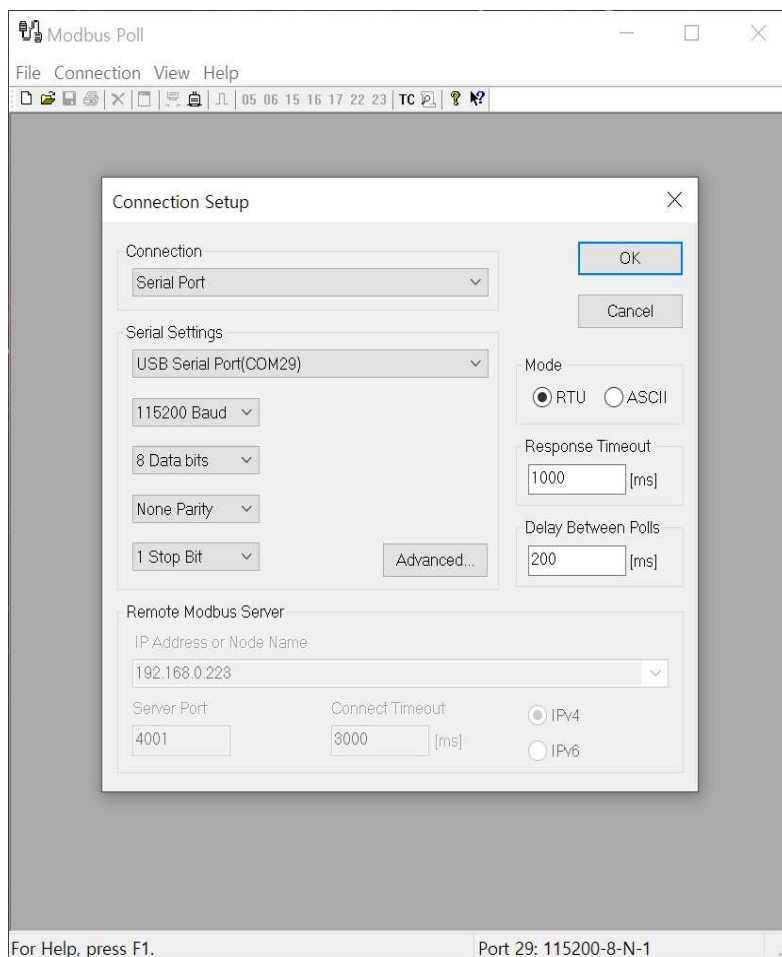 Modbus Poll
File Connection View Help
05 06 15 16 17 22 23 TC
Connection Setup
Connection
Serial Port
OK
Cancel
Serial Settings
USB Serial Port(COM29)
Mode
RTU ASCII
115200 Baud
8 Data bits
Response Timeout
1000 [ms]
None Parity
Delay Between Polls
1 Stop Bit
Advanced...
200 [ms]
Remote Modbus Server
IP Address or Node Name
192.168.0.223
Server Port Connect Timeout
IPv4
4001 3000 [ms]
IPv6
For Help, press F1. Port 29: 115200-8-N-1